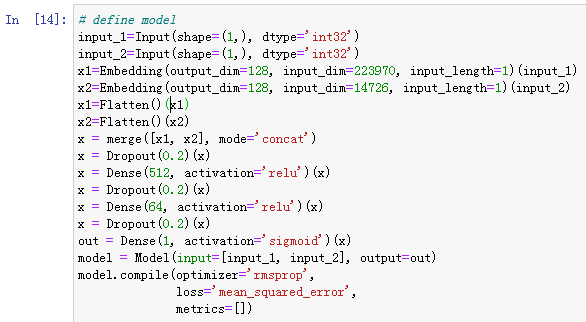 In [14]: # define model
input_1=Input(shape=(1,), dtype='int32')
input_2=Input(shape=(1,), dtype='int32')
x1=Embedding(output_dim=128, input_dim=223970, input_length=1)(input_1)
x2=Embedding(output_dim=128, input_dim=14726, input_length=1)(input_2)
x1=Flatten()(x1)
x2=Flatten()(x2)
x = merge([x1, x2], mode='concat')
x = Dropout(0.2)(x)
x = Dense(512, activation='relu')(x)
x = Dropout(0.2)(x)
x = Dense(64, activation='relu')(x)
x = Dropout(0.2)(x)
out = Dense(1, activation='sigmoid')(x)
model = Model(input=[input_1, input_2], output=out)
model.compile(optimizer='rmsprop',
loss='mean_squared_error',
metrics=[])